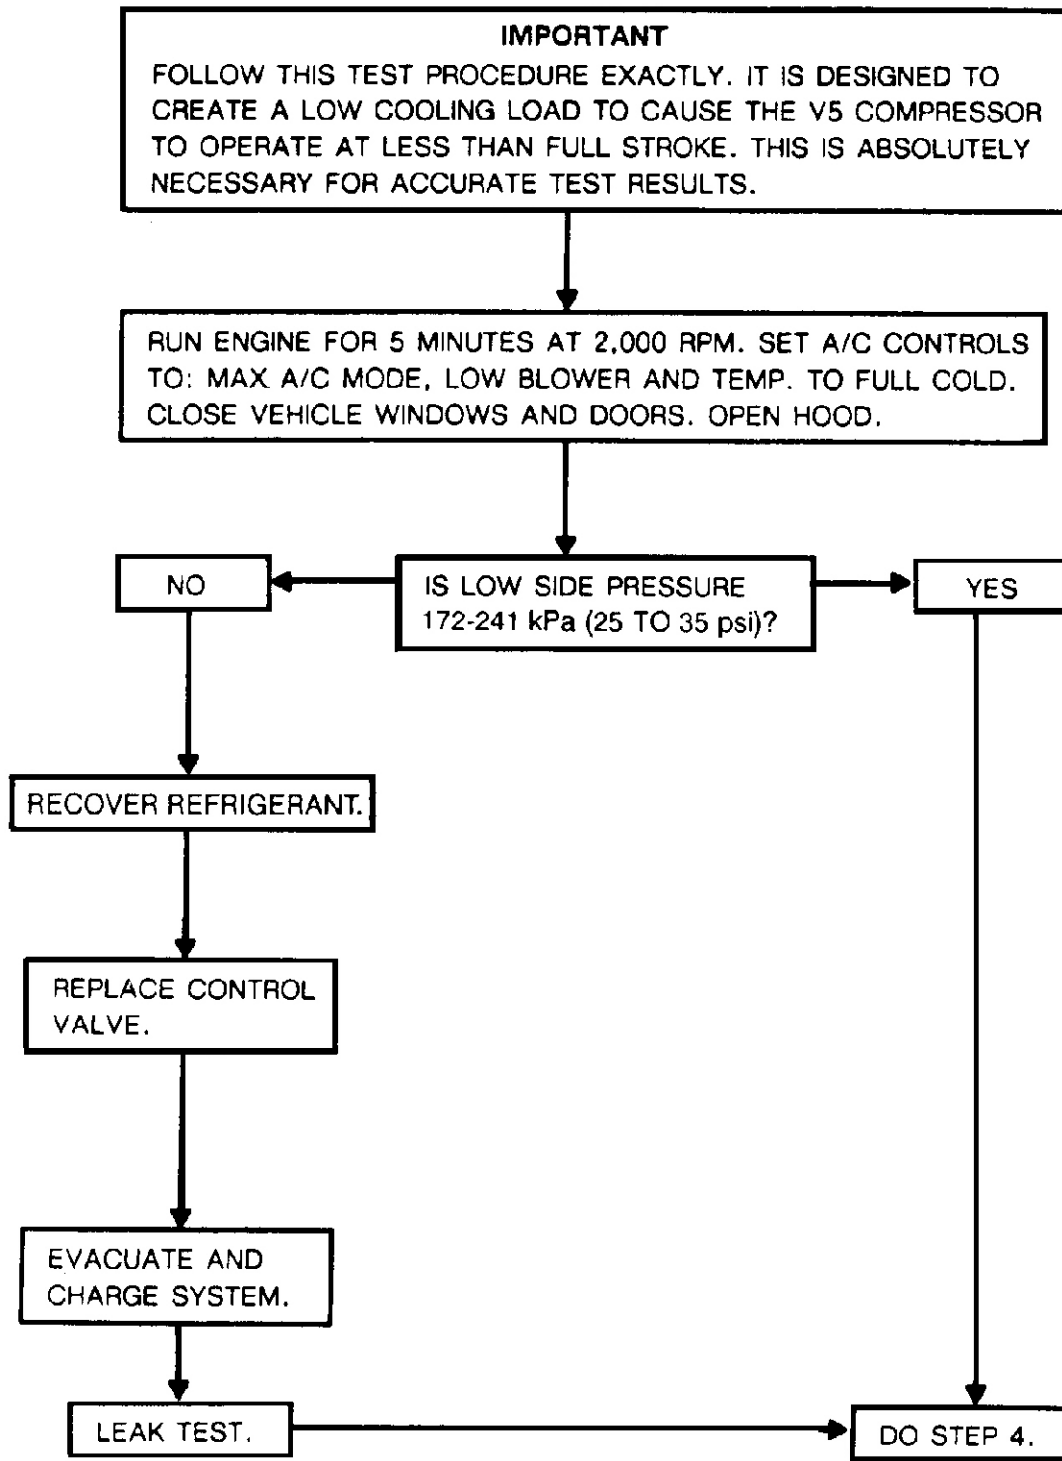 IMPORTANT
FOLLOW THIS TEST PROCEDURE EXACTLY. IT IS DESIGNED TO
CREATE A LOW COOLING LOAD TO CAUSE THE V5 COMPRESSOR
TO OPERATE AT LESS THAN FULL STROKE. THIS IS ABSOLUTELY
NECESSARY FOR ACCURATE TEST RESULTS.
RUN ENGINE FOR 5 MINUTES AT 2,000 RPM. SET A/C CONTROLS
TO: MAX A/C MODE, LOW BLOWER AND TEMP. TO FULL COLD.
CLOSE VEHICLE WINDOWS AND DOORS. OPEN HOOD.
NO
IS LOW SIDE PRESSURE
172-241 kPa (25 TO 35 psi)?
YES
RECOVER REFRIGERANT.
REPLACE CONTROL
VALVE.
EVACUATE AND
CHARGE SYSTEM.
LEAK TEST.
DO STEP 4.